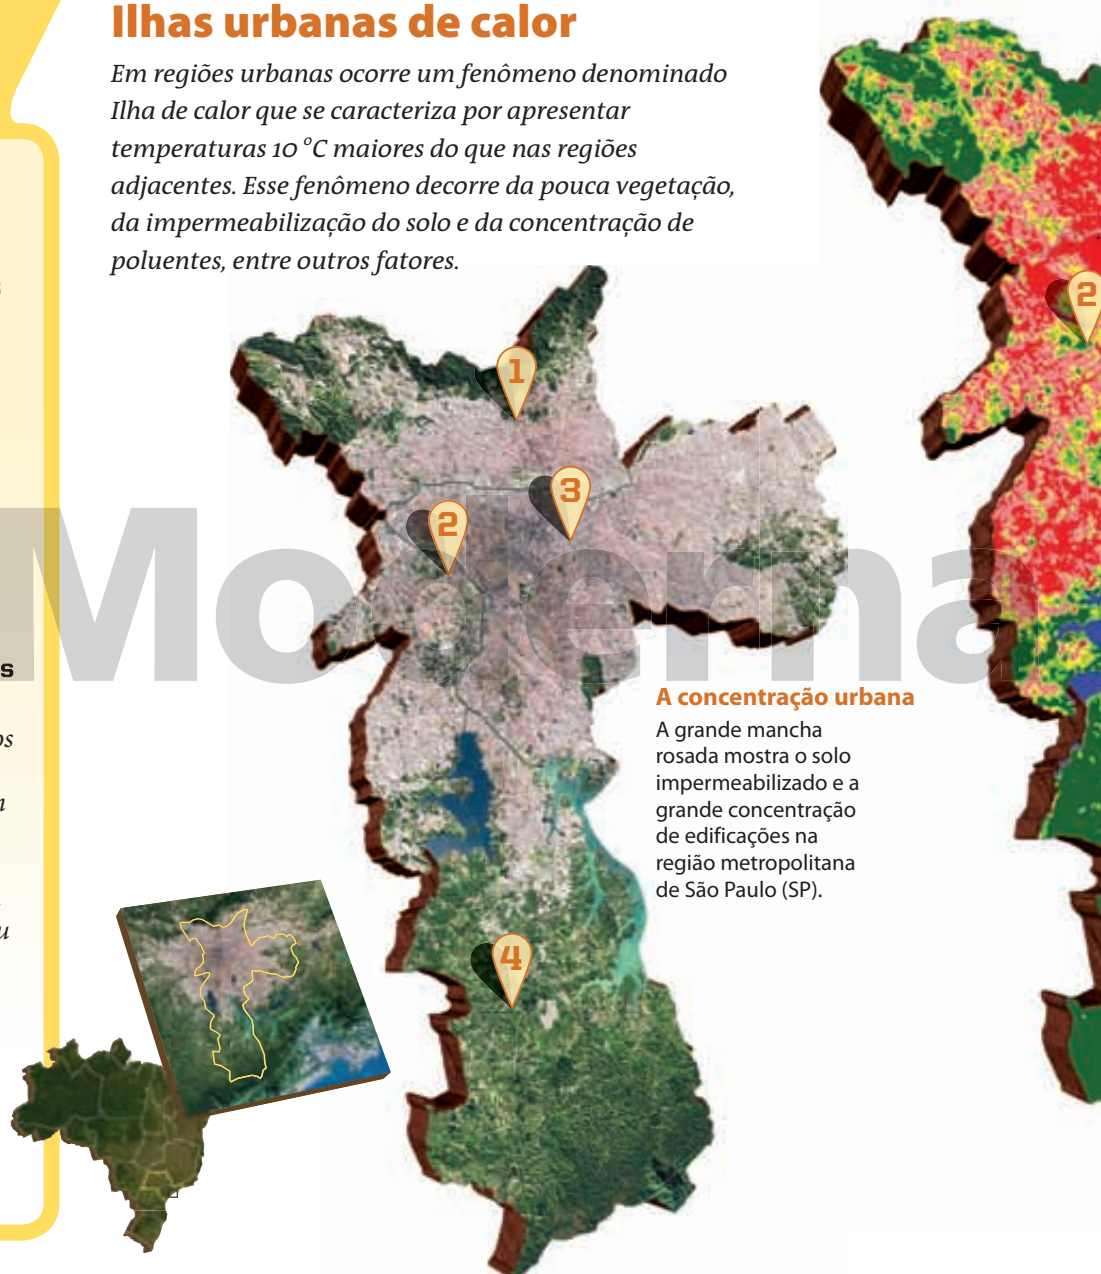 Ilhas urbanas de calor
Em regiões urbanas ocorre um fenômeno denominado
Ilha de calor que se caracteriza por apresentar
temperaturas 10 °C maiores do que nas regiões
adjacentes. Esse fenômeno decorre da pouca vegetação,
da impermeabilização do solo e da concentração de
poluentes, entre outros fatores.
1
2
3
2
4
Moderna
A concentração urbana
A grande mancha
rosada mostra o solo
impermeabilizado e a
grande concentração
de edificações na
região metropolitana
de São Paulo (SP).